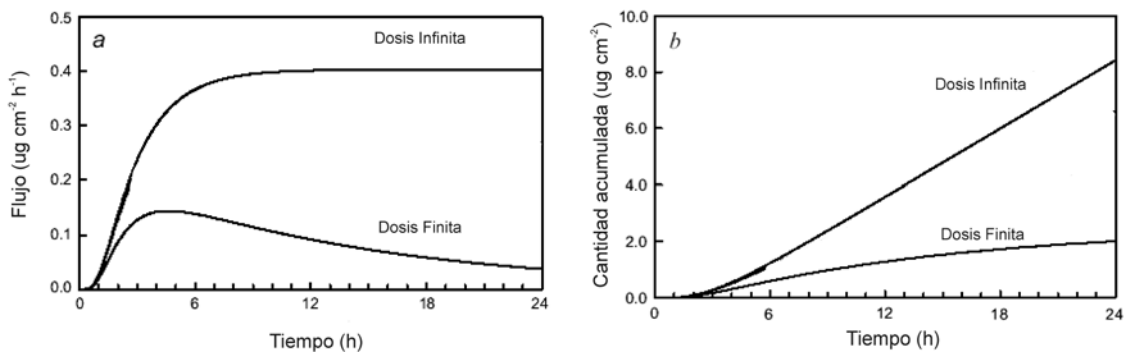 a
Dosis Infinita
Dosis Finita
Flujo (ug cm⁻² h⁻¹)
0.5
0.4
0.3
0.2
0.1
0.0
0 6 12 18 24
Tiempo (h)
b
Dosis Infinita
Dosis Finita
Cantidad acumulada (ug cm⁻²)
10.0
8.0
6.0
4.0
2.0
0.0
0 6 12 18 24
Tiempo (h)